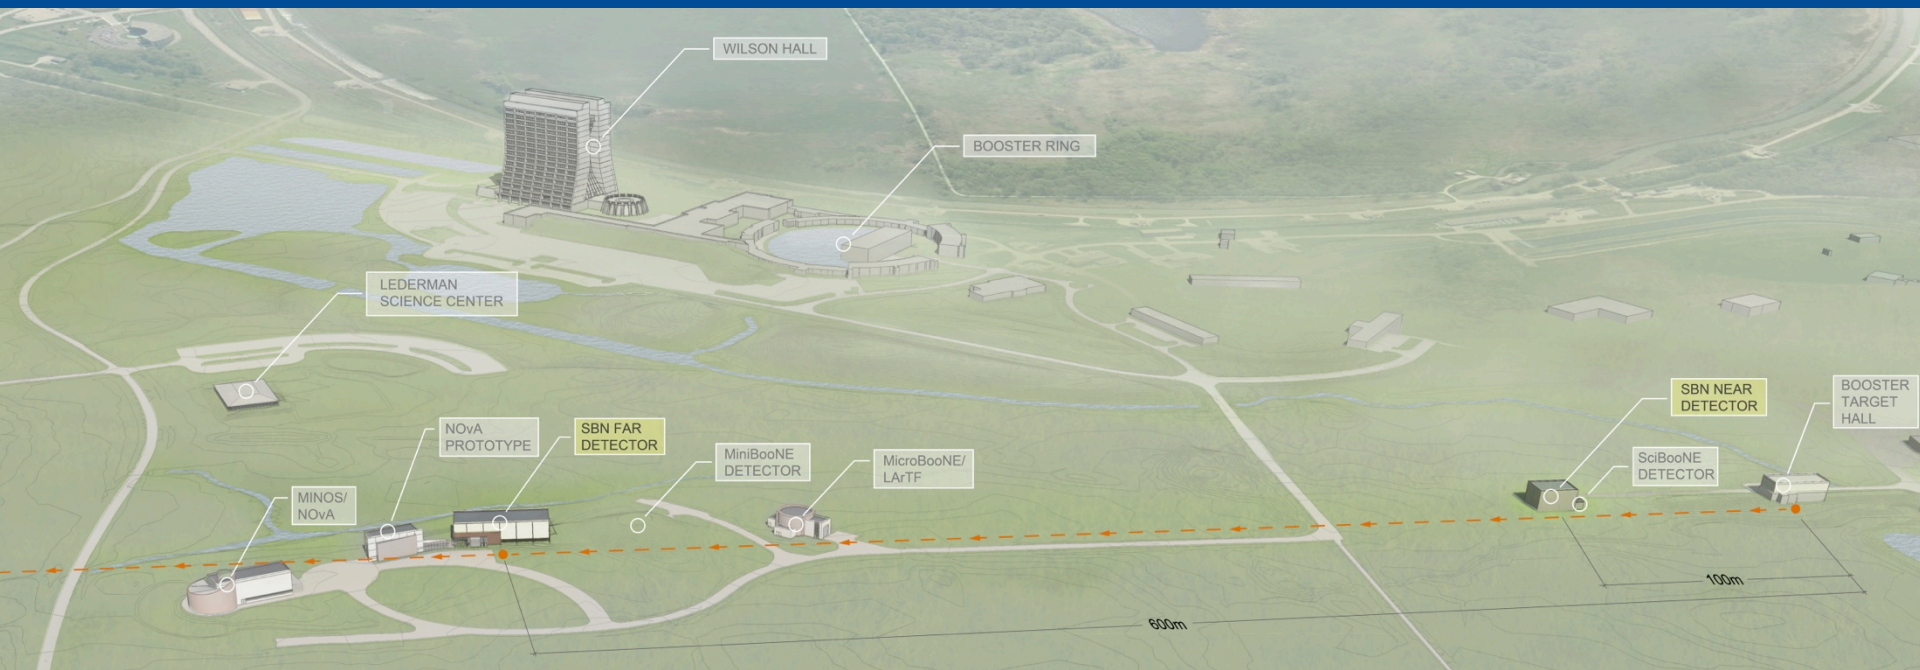 WILSON HALL
BOOSTER RING
LEDERMAN
SCIENCE CENTER
SBN NEAR
DETECTOR
BOOSTER
TARGET
HALL
NOvA
PROTOTYPE
SBN FAR
DETECTOR
MiniBooNE
DETECTOR
MicroBooNE/
LArTF
SciBooNE
DETECTOR
MINOS/
NOvA
100m
600m